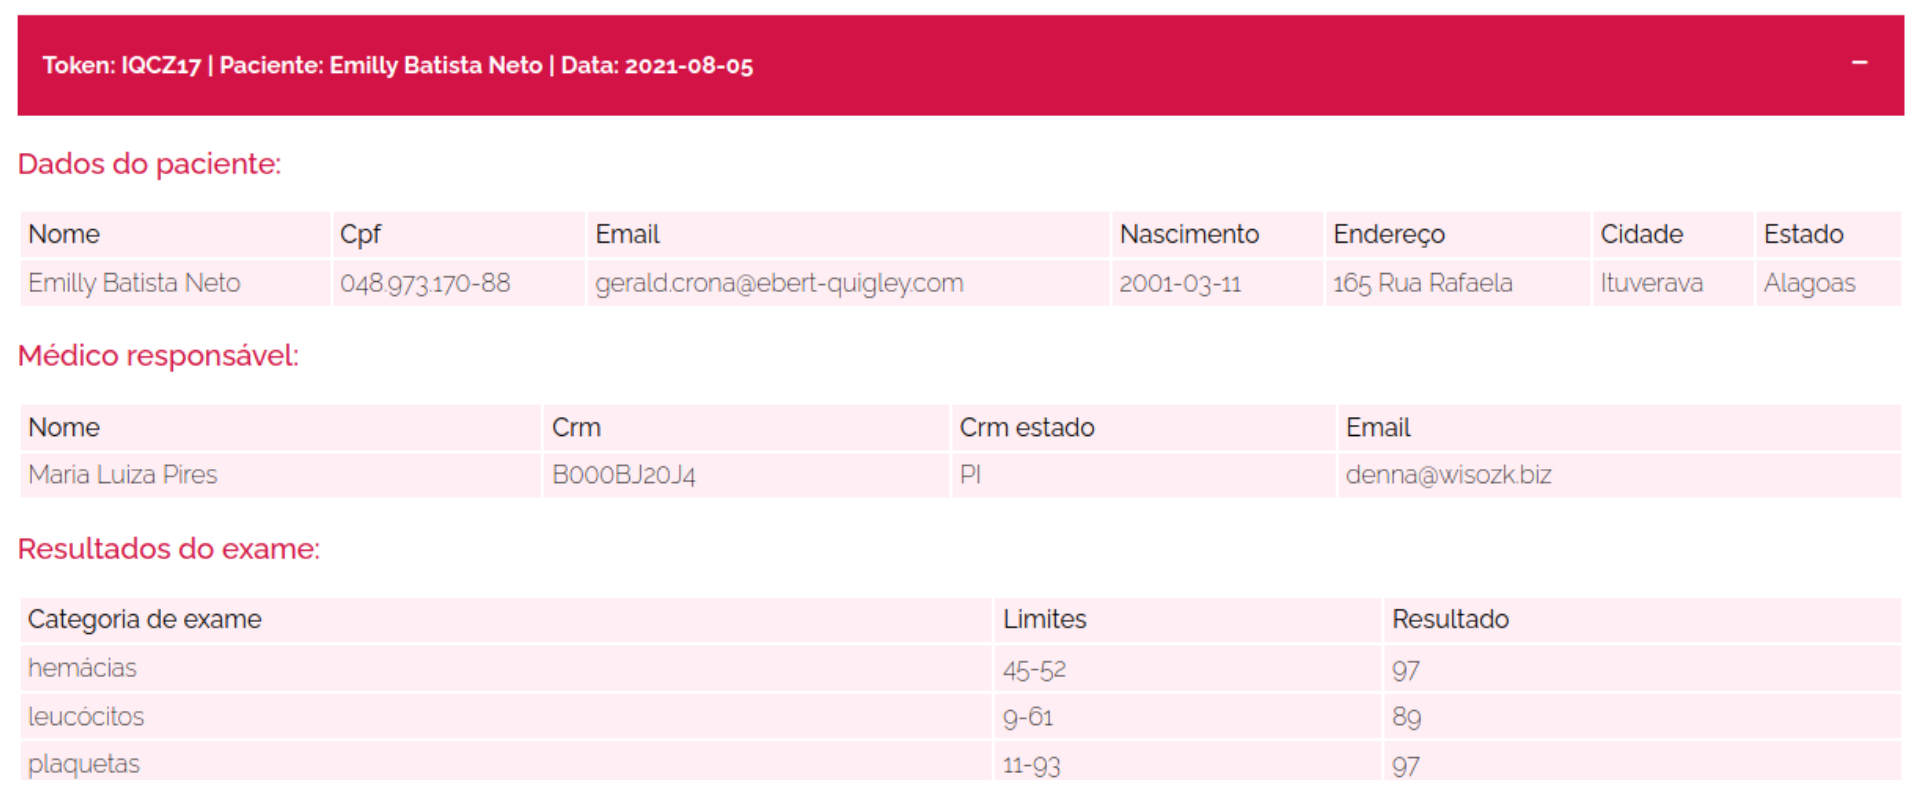 Token: IQCZ17 | Paciente: Emilly Batista Neto | Data: 2021-08-05 −
Dados do paciente:
Nome Cpf Email Nascimento Endereço Cidade Estado
Emilly Batista Neto 048.973.170-88 gerald.crona@ebert-quigley.com 2001-03-11 165 Rua Rafaela Ituverava Alagoas
Médico responsável:
Nome Crm Crm estado Email
Maria Luiza Pires B000BJ20J4 PI denna@wisozk.biz
Resultados do exame:
Categoria de exame Limites Resultado
hemácias 45-52 97
leucócitos 9-61 89
plaquetas 11-93 97